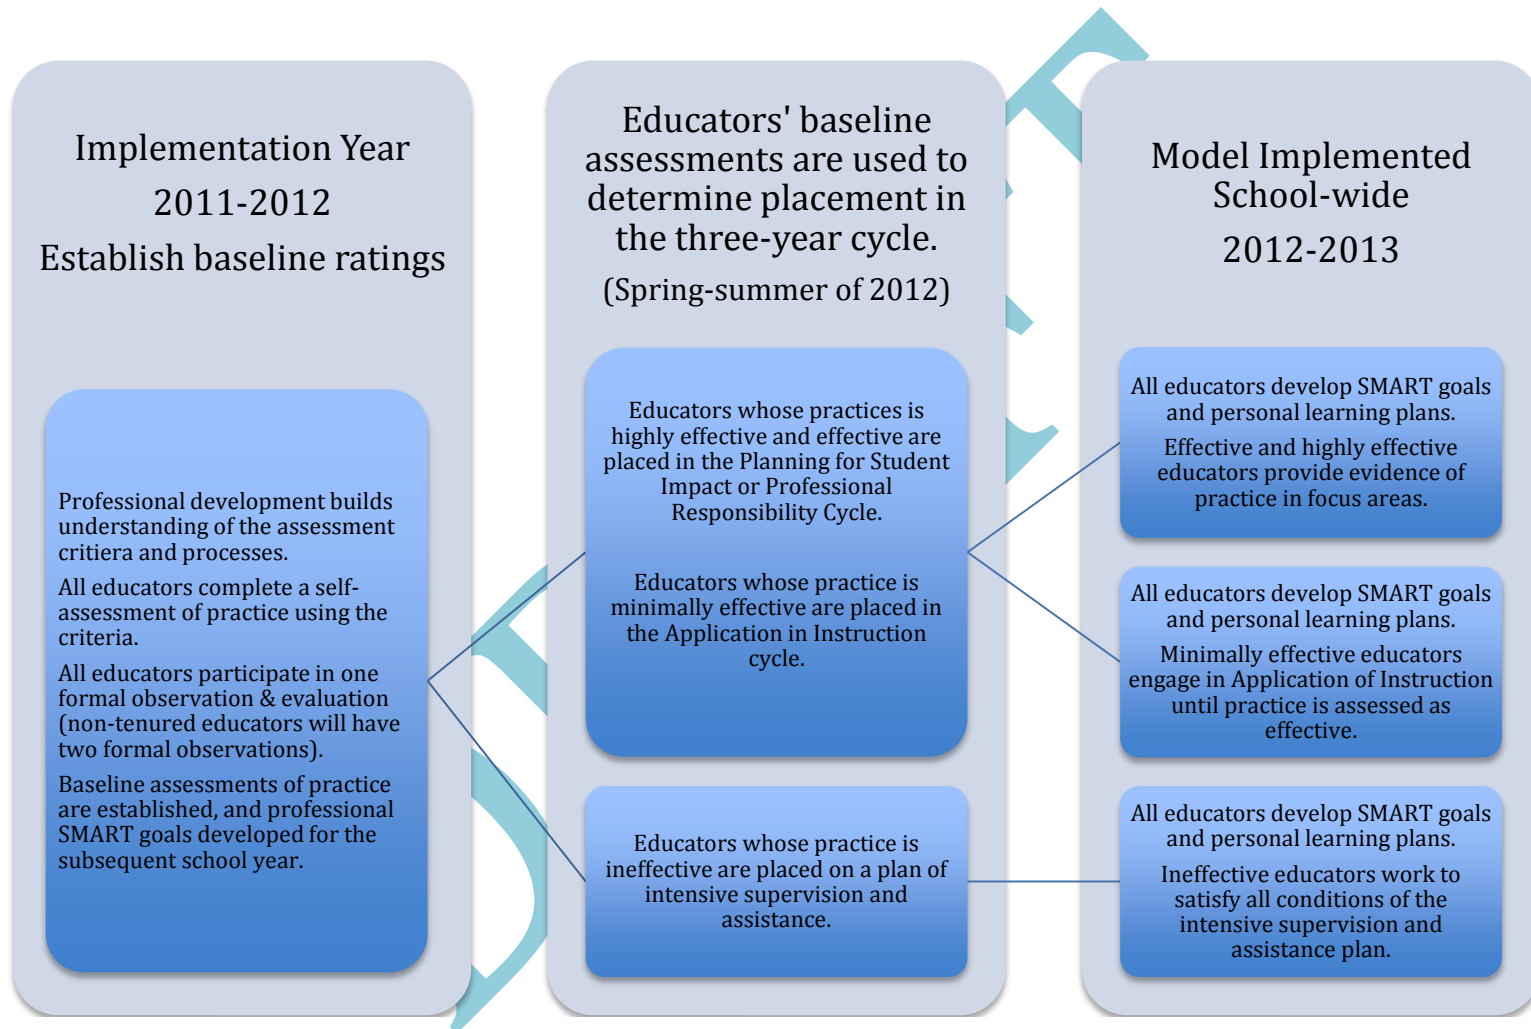 Implementation Year
2011-2012
Establish baseline ratings
Professional development builds
understanding of the assessment
critiera and processes.
All educators complete a self-
assessment of practice using the
criteria.
All educators participate in one
formal observation & evaluation
(non-tenured educators will have
two formal observations).
Baseline assessments of practice
are established, and professional
SMART goals developed for the
subsequent school year.
Educators' baseline
assessments are used to
determine placement in
the three-year cycle.
(Spring-summer of 2012)
Educators whose practices is
highly effective and effective are
placed in the Planning for Student
Impact or Professional
Responsibility Cycle.
Educators whose practice is
minimally effective are placed in
the Application in Instruction
cycle.
Educators whose practice is
ineffective are placed on a plan of
intensive supervision and
assistance.
Model Implemented
School-wide
2012-2013
All educators develop SMART goals
and personal learning plans.
Effective and highly effective
educators provide evidence of
practice in focus areas.
All educators develop SMART goals
and personal learning plans.
Minimally effective educators
engage in Application of Instruction
until practice is assessed as
effective.
All educators develop SMART goals
and personal learning plans.
Ineffective educators work to
satisfy all conditions of the
intensive supervision and
assistance plan.